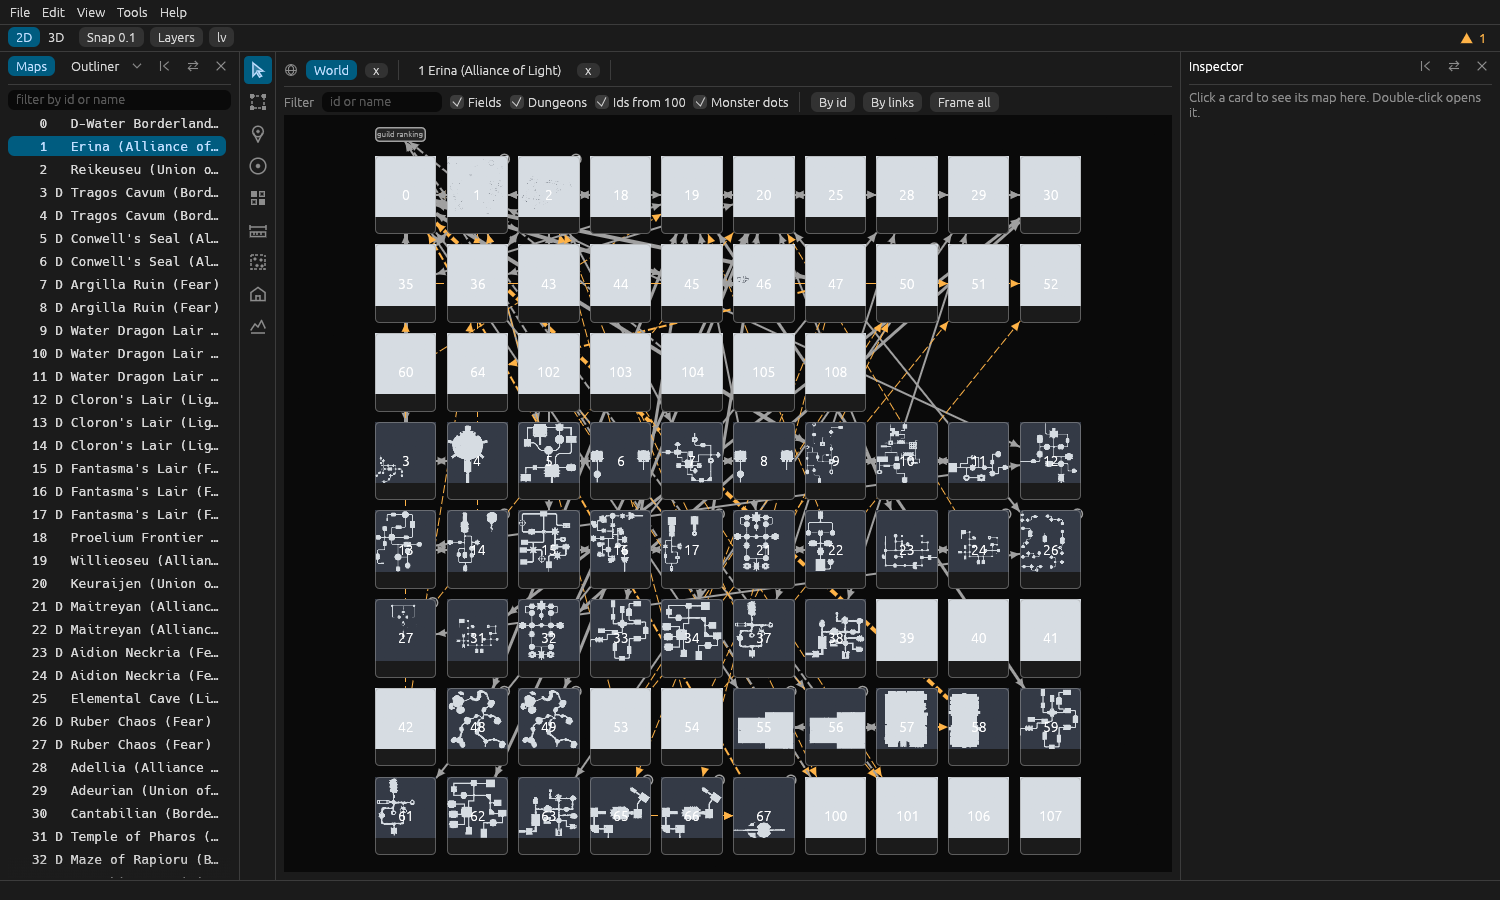 File Edit View Tools Help
2D 3D Snap 0.1 Layers lv 1
Maps Outliner
filter by id or name
0 D-Water Borderland…
1 Erina (Alliance of…
2 Reikeuseu (Union o…
3 D Tragos Cavum (Bord…
4 D Tragos Cavum (Bord…
5 D Conwell's Seal (Al…
6 D Conwell's Seal (Al…
7 D Argilla Ruin (Fear)
8 D Argilla Ruin (Fear)
9 D Water Dragon Lair …
10 D Water Dragon Lair …
11 D Water Dragon Lair …
12 D Cloron's Lair (Lig…
13 D Cloron's Lair (Lig…
14 D Cloron's Lair (Lig…
15 D Fantasma's Lair (F…
16 D Fantasma's Lair (F…
17 D Fantasma's Lair (F…
18 Proelium Frontier …
19 Willieoseu (Allian…
20 Keuraijen (Union o…
21 D Maitreyan (Allianc…
22 D Maitreyan (Allianc…
23 D Aidion Neckria (Fe…
24 D Aidion Neckria (Fe…
25 Elemental Cave (Li…
26 D Ruber Chaos (Fear)
27 D Ruber Chaos (Fear)
28 Adellia (Alliance …
29 Adeurian (Union of…
30 Cantabilian (Borde…
31 D Temple of Pharos (…
32 D Maze of Rapioru (B…
World x 1 Erina (Alliance of Light) x
Filter id or name Fields Dungeons Ids from 100 Monster dots By id By links Frame all
guild ranking
0 1 2 18 19 20 25 28 29 30
35 36 43 44 45 46 47 50 51 52
60 64 102 103 104 105 108
3 4 5 6 7 8 9 10 11 12
13 14 15 16 17 21 22 23 24 26
27 31 32 33 34 37 38 39 40 41
42 48 49 53 54 55 56 57 58 59
61 62 63 65 66 67 100 101 106 107
Inspector
Click a card to see its map here. Double-click opens
it.